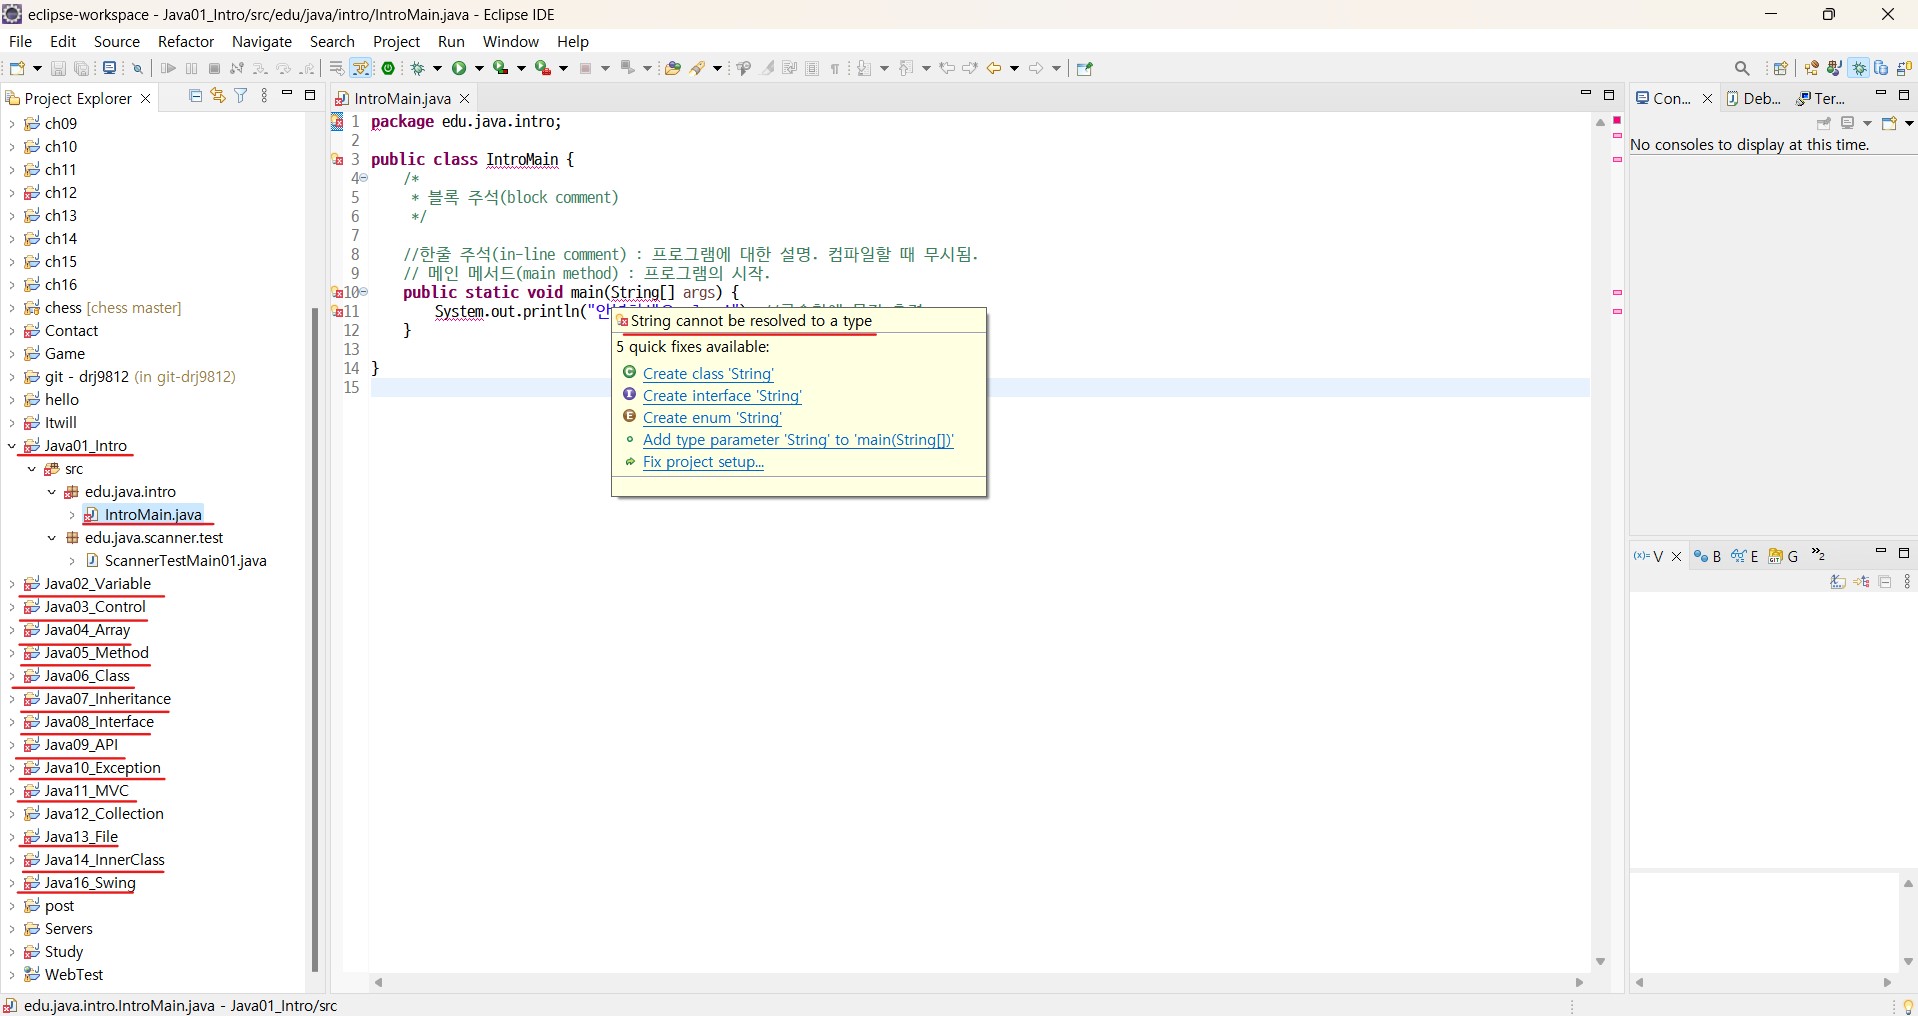 eclipse-workspace - Java01_Intro/src/edu/java/intro/IntroMain.java - Eclipse IDE
File Edit Source Refactor Navigate Search Project Run Window Help
Project Explorer
ch09
ch10
ch11
ch12
ch13
ch14
ch15
ch16
chess [chess master]
Contact
Game
git - drj9812 (in git-drj9812)
hello
Itwill
Java01_Intro
src
edu.java.intro
IntroMain.java
edu.java.scanner.test
ScannerTestMain01.java
Java02_Variable
Java03_Control
Java04_Array
Java05_Method
Java06_Class
Java07_Inheritance
Java08_Interface
Java09_API
Java10_Exception
Java11_MVC
Java12_Collection
Java13_File
Java14_InnerClass
Java16_Swing
post
Servers
Study
WebTest
IntroMain.java
1 package edu.java.intro;
2
3 public class IntroMain {
4 /*
5 * 블록 주석(block comment)
6 */
7
8 //한줄 주석(in-line comment) : 프로그램에 대한 설명. 컴파일할 때 무시됨.
9 // 메인 메서드(main method) : 프로그램의 시작.
10 public static void main(String[] args) {
11 System.out.println("
12 }
13
14 }
15
String cannot be resolved to a type
5 quick fixes available:
Create class 'String'
Create interface 'String'
Create enum 'String'
Add type parameter 'String' to 'main(String[])'
Fix project setup...
Con... Deb... Ter...
No consoles to display at this time.
(x)= V B E G »2
edu.java.intro.IntroMain.java - Java01_Intro/src